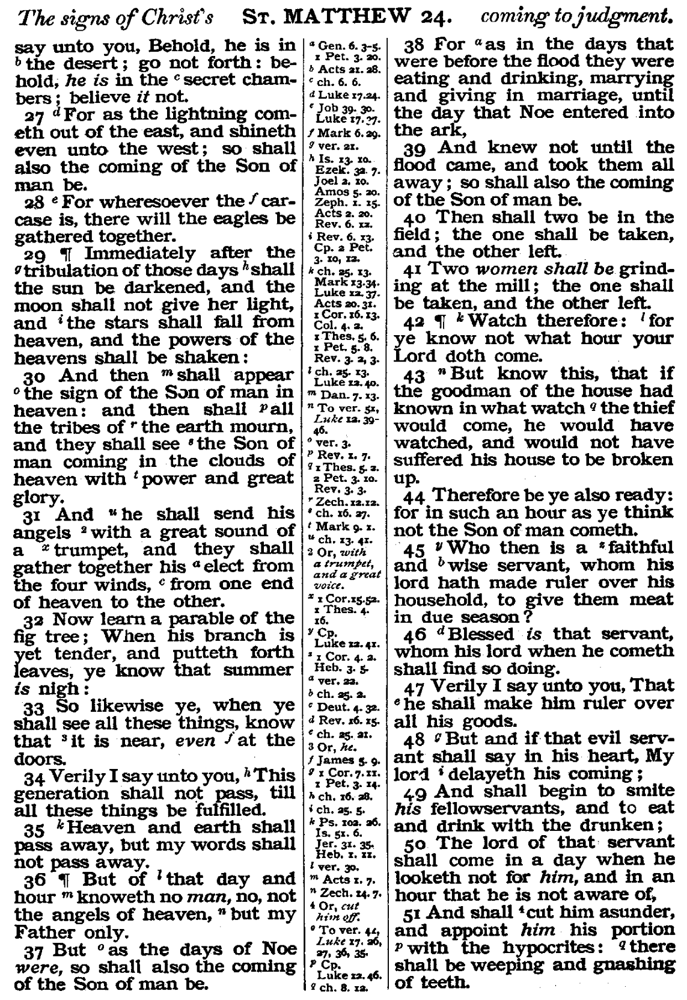 The signs of Christ's St. MATTHEW 24. coming to judgment.
say unto you, Behold, he is in
b the desert; go not forth: be-
hold, he is in the c secret cham-
bers; believe it not.
27 d For as the lightning com-
eth out of the east, and shineth
even unto the west; so shall
also the coming of the Son of
man be.
28 e For wheresoever the f car-
case is, there will the eagles be
gathered together.
29 ¶ Immediately after the
g tribulation of those days h shall
the sun be darkened, and the
moon shall not give her light,
and i the stars shall fall from
heaven, and the powers of the
heavens shall be shaken:
30 And then m shall appear
o the sign of the Son of man in
heaven: and then shall p all
the tribes of r the earth mourn,
and they shall see s the Son of
man coming in the clouds of
heaven with t power and great
glory.
31 And u he shall send his
angels 2 with a great sound of
a x trumpet, and they shall
gather together his a elect from
the four winds, c from one end
of heaven to the other.
32 Now learn a parable of the
fig tree; When his branch is
yet tender, and putteth forth
leaves, ye know that summer
is nigh:
33 So likewise ye, when ye
shall see all these things, know
that 3 it is near, even f at the
doors.
34 Verily I say unto you, h This
generation shall not pass, till
all these things be fulfilled.
35 k Heaven and earth shall
pass away, but my words shall
not pass away.
36 ¶ But of l that day and
hour m knoweth no man, no, not
the angels of heaven, n but my
Father only.
37 But o as the days of Noe
were, so shall also the coming
of the Son of man be.
a Gen. 6. 3-5.
1 Pet. 3. 20.
b Acts 21. 28.
c ch. 6. 6.
d Luke 17.24.
e Job 39. 30.
Luke 17. 37.
f Mark 6. 29.
g ver. 21.
h Is. 13. 10.
Ezek. 32. 7.
Joel 2. 10.
Amos 5. 20.
Zeph. 1. 15.
Acts 2. 20.
Rev. 6. 12.
i Rev. 6. 13.
Cp. 2 Pet.
3. 10, 12.
k ch. 25. 13.
Mark 13.34.
Luke 12. 37.
Acts 20. 31.
1 Cor. 16. 13.
Col. 4. 2.
1 Thes. 5. 6.
1 Pet. 5. 8.
Rev. 3. 2, 3.
l ch. 25. 13.
Luke 12. 40.
m Dan. 7. 13.
n To ver. 51,
Luke 12. 39-
46.
o ver. 3.
p Rev. 1. 7.
q 1 Thes. 5. 2.
2 Pet. 3. 10.
Rev. 3. 3.
r Zech. 12.12.
s ch. 16. 27.
t Mark 9. 1.
u ch. 13. 41.
2 Or, with
a trumpet,
and a great
voice.
x 1 Cor.15.52.
1 Thes. 4.
16.
y Cp.
Luke 12. 41.
z 1 Cor. 4. 2.
Heb. 3. 5.
a ver. 22.
b ch. 25. 2.
c Deut. 4. 32.
d Rev. 16. 15.
e ch. 25. 21.
3 Or, he.
f James 5. 9.
g 1 Cor. 7. 11.
1 Pet. 3. 14.
h ch. 16. 28.
i ch. 25. 5.
k Ps. 102. 26.
Is. 51. 6.
Jer. 31. 35.
Heb. 1. 11.
l ver. 30.
m Acts 1. 7.
n Zech. 14. 7.
4 Or, cut
him off.
o To ver. 42,
Luke 17. 26,
27, 36, 35.
p Cp.
Luke 12. 46.
q ch. 8. 12.
38 For a as in the days that
were before the flood they were
eating and drinking, marrying
and giving in marriage, until
the day that Noe entered into
the ark,
39 And knew not until the
flood came, and took them all
away; so shall also the coming
of the Son of man be.
40 Then shall two be in the
field; the one shall be taken,
and the other left.
41 Two women shall be grind-
ing at the mill; the one shall
be taken, and the other left.
42 ¶ k Watch therefore: l for
ye know not what hour your
Lord doth come.
43 n But know this, that if
the goodman of the house had
known in what watch q the thief
would come, he would have
watched, and would not have
suffered his house to be broken
up.
44 Therefore be ye also ready:
for in such an hour as ye think
not the Son of man cometh.
45 y Who then is a z faithful
and b wise servant, whom his
lord hath made ruler over his
household, to give them meat
in due season?
46 d Blessed is that servant,
whom his lord when he cometh
shall find so doing.
47 Verily I say unto you, That
e he shall make him ruler over
all his goods.
48 g But and if that evil serv-
ant shall say in his heart, My
lord i delayeth his coming;
49 And shall begin to smite
his fellowservants, and to eat
and drink with the drunken;
50 The lord of that servant
shall come in a day when he
looketh not for him, and in an
hour that he is not aware of,
51 And shall 4 cut him asunder,
and appoint him his portion
p with the hypocrites: q there
shall be weeping and gnashing
of teeth.